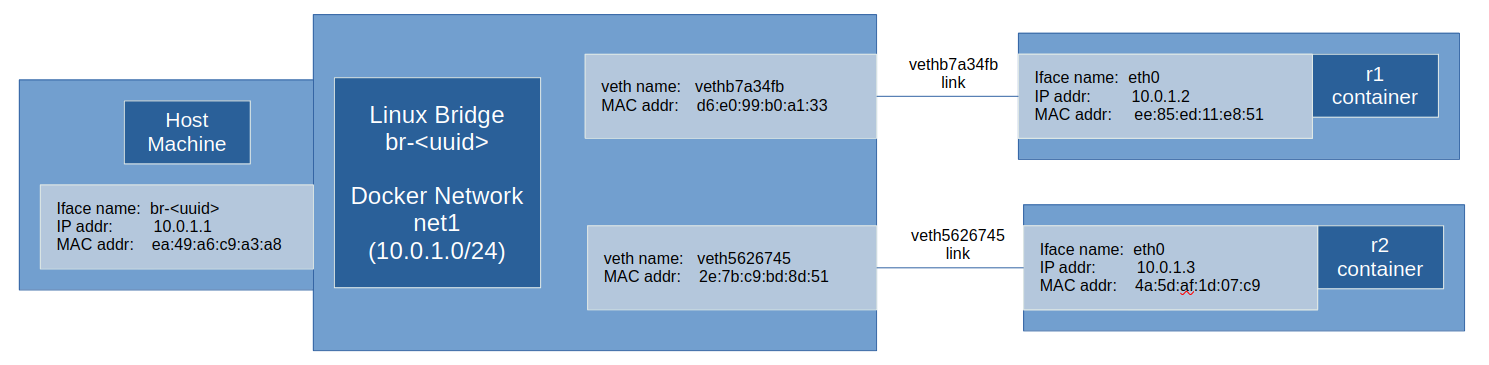 Host
Machine
Iface name: br-<uuid>
IP addr: 10.0.1.1
MAC addr: ea:49:a6:c9:a3:a8
Linux Bridge
br-<uuid>
Docker Network
net1
(10.0.1.0/24)
veth name: vethb7a34fb
MAC addr: d6:e0:99:b0:a1:33
vethb7a34fb
link
Iface name: eth0
IP addr: 10.0.1.2
MAC addr: ee:85:ed:11:e8:51
r1
container
veth name: veth5626745
MAC addr: 2e:7b:c9:bd:8d:51
veth5626745
link
Iface name: eth0
IP addr: 10.0.1.3
MAC addr: 4a:5d:af:1d:07:c9
r2
container